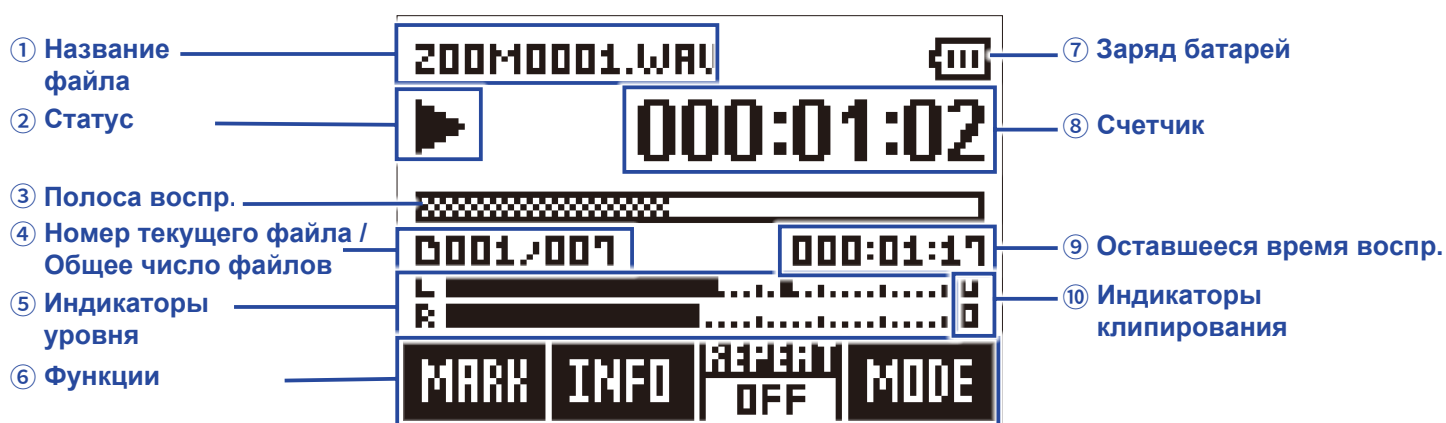 ① Название
файла
② Статус
③ Полоса воспр.
④ Номер текущего файла /
Общее число файлов
⑤ Индикаторы
уровня
⑥ Функции
ZOOM0001.WAV
000:01:02
001/007
000:01:17
L
R
MARK INFO REPEAT MODE
OFF
⑦ Заряд батарей
⑧ Счетчик
⑨ Оставшееся время воспр.
⑩ Индикаторы
клипирования